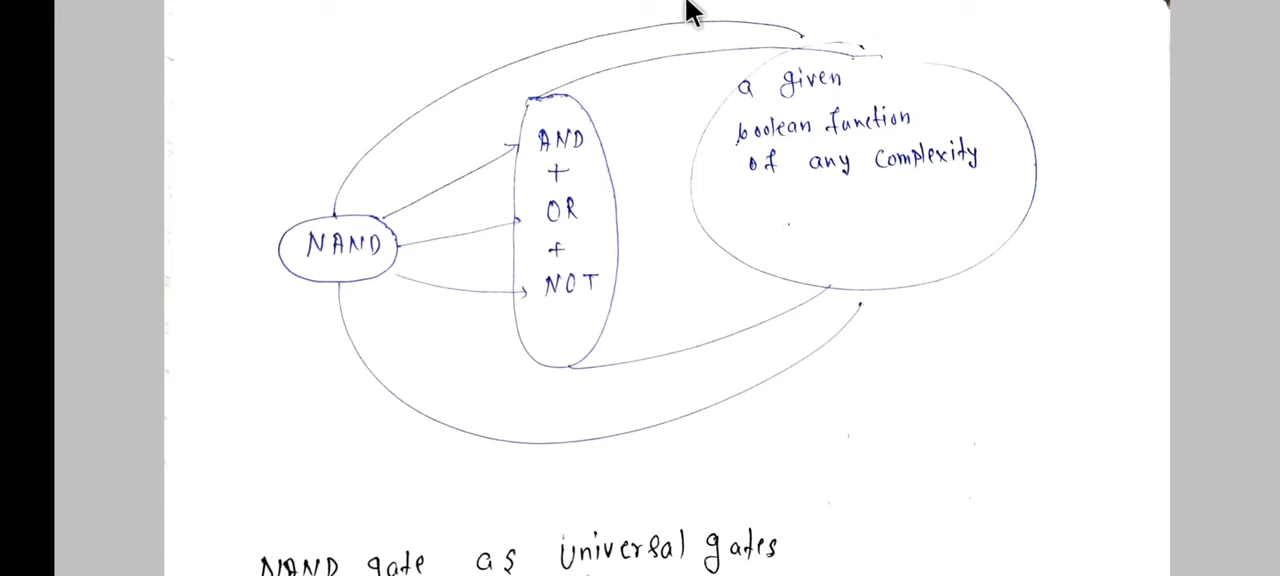 a given
boolean function
of any complexity
AND
+
OR
+
NOT
NAND
NAND gate as universal gates